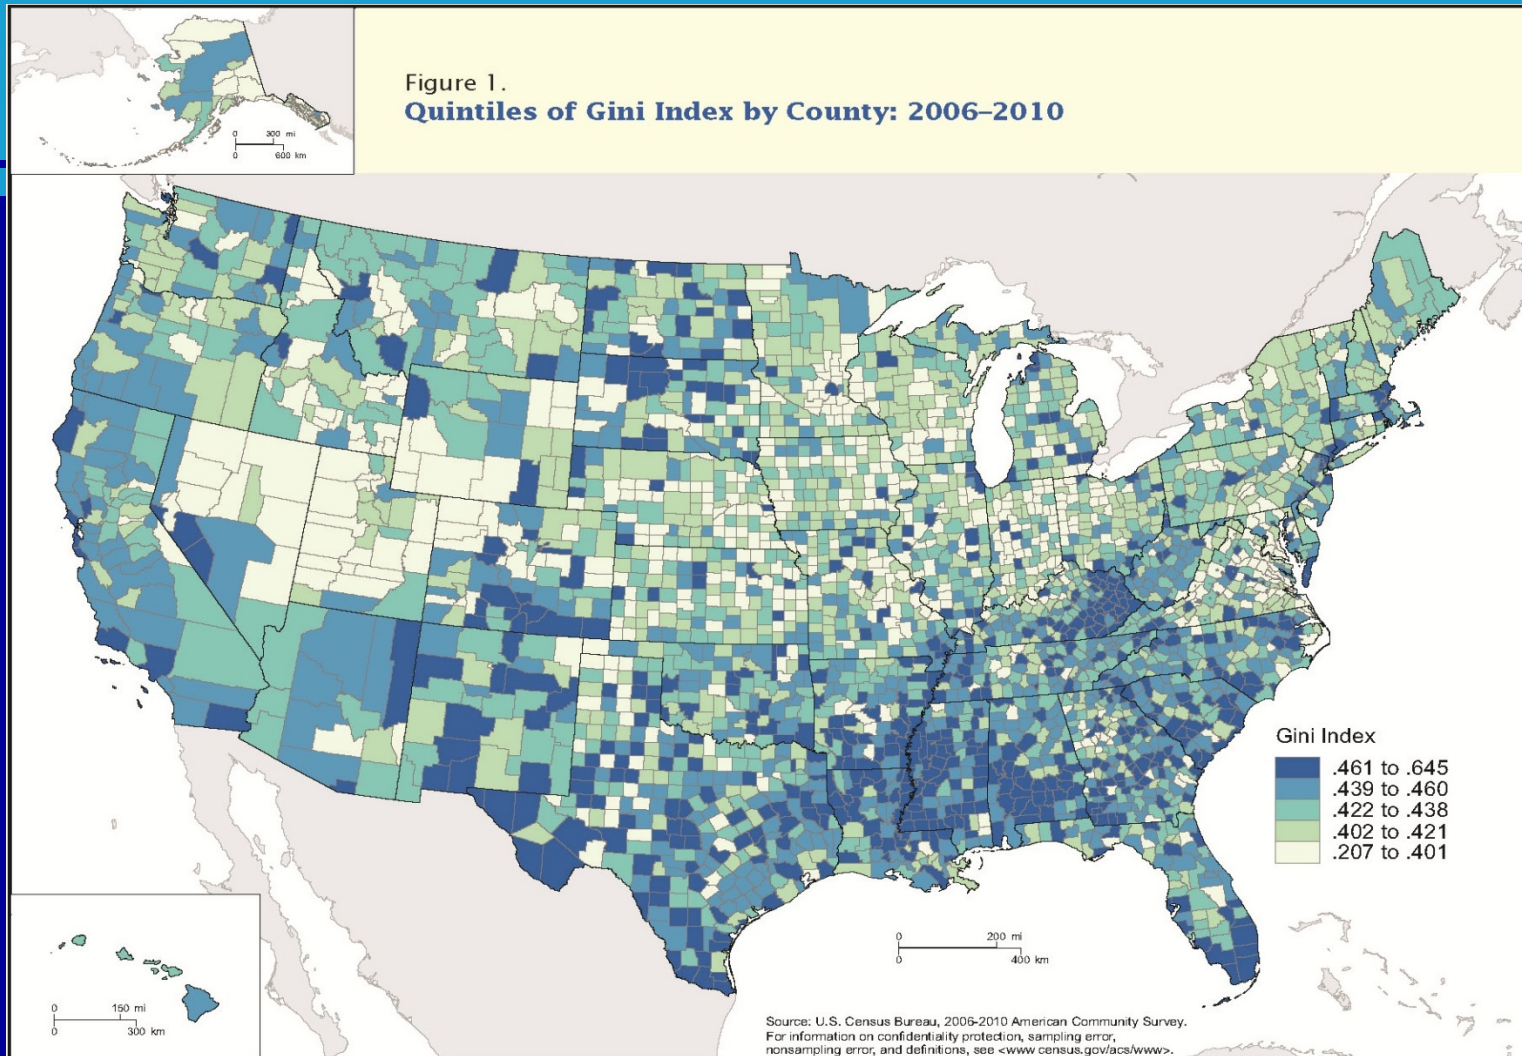 Figure 1.
Quintiles of Gini Index by County: 2006–2010
0 300 mi
0 600 km
Gini Index
.461 to .645
.439 to .460
.422 to .438
.402 to .421
.207 to .401
0 200 mi
0 400 km
0 150 mi
0 300 km
Source: U.S. Census Bureau, 2006-2010 American Community Survey.
For information on confidentiality protection, sampling error,
nonsampling error, and definitions, see <www.census.gov/acs/www>.